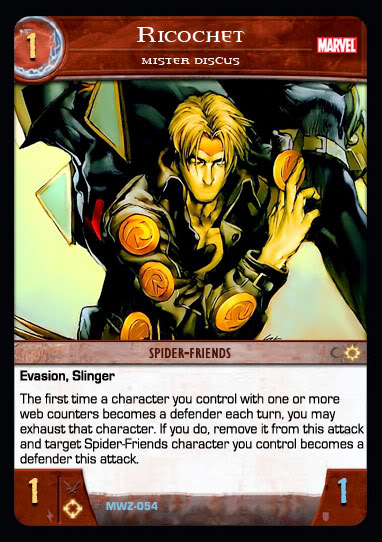 1
RICOCHET
MISTER DISCUS
MARVEL
R
R
SPIDER-FRIENDS
C
Evasion, Slinger
The first time a character you control with one or more
web counters becomes a defender each turn, you may
exhaust that character. If you do, remove it from this attack
and target Spider-Friends character you control becomes a
defender this attack.
1
MWZ-054
1